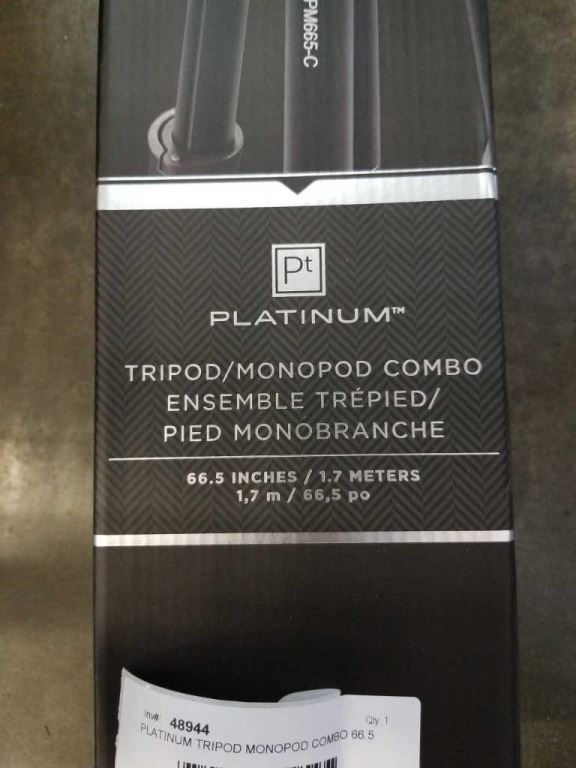 PM665-C
Pt
PLATINUM™
TRIPOD/MONOPOD COMBO
ENSEMBLE TRÉPIED/
PIED MONOBRANCHE
66.5 INCHES / 1.7 METERS
1,7 m / 66,5 po
Inv#: 48944 Qty 1
PLATINUM TRIPOD MONOPOD COMBO 66.5